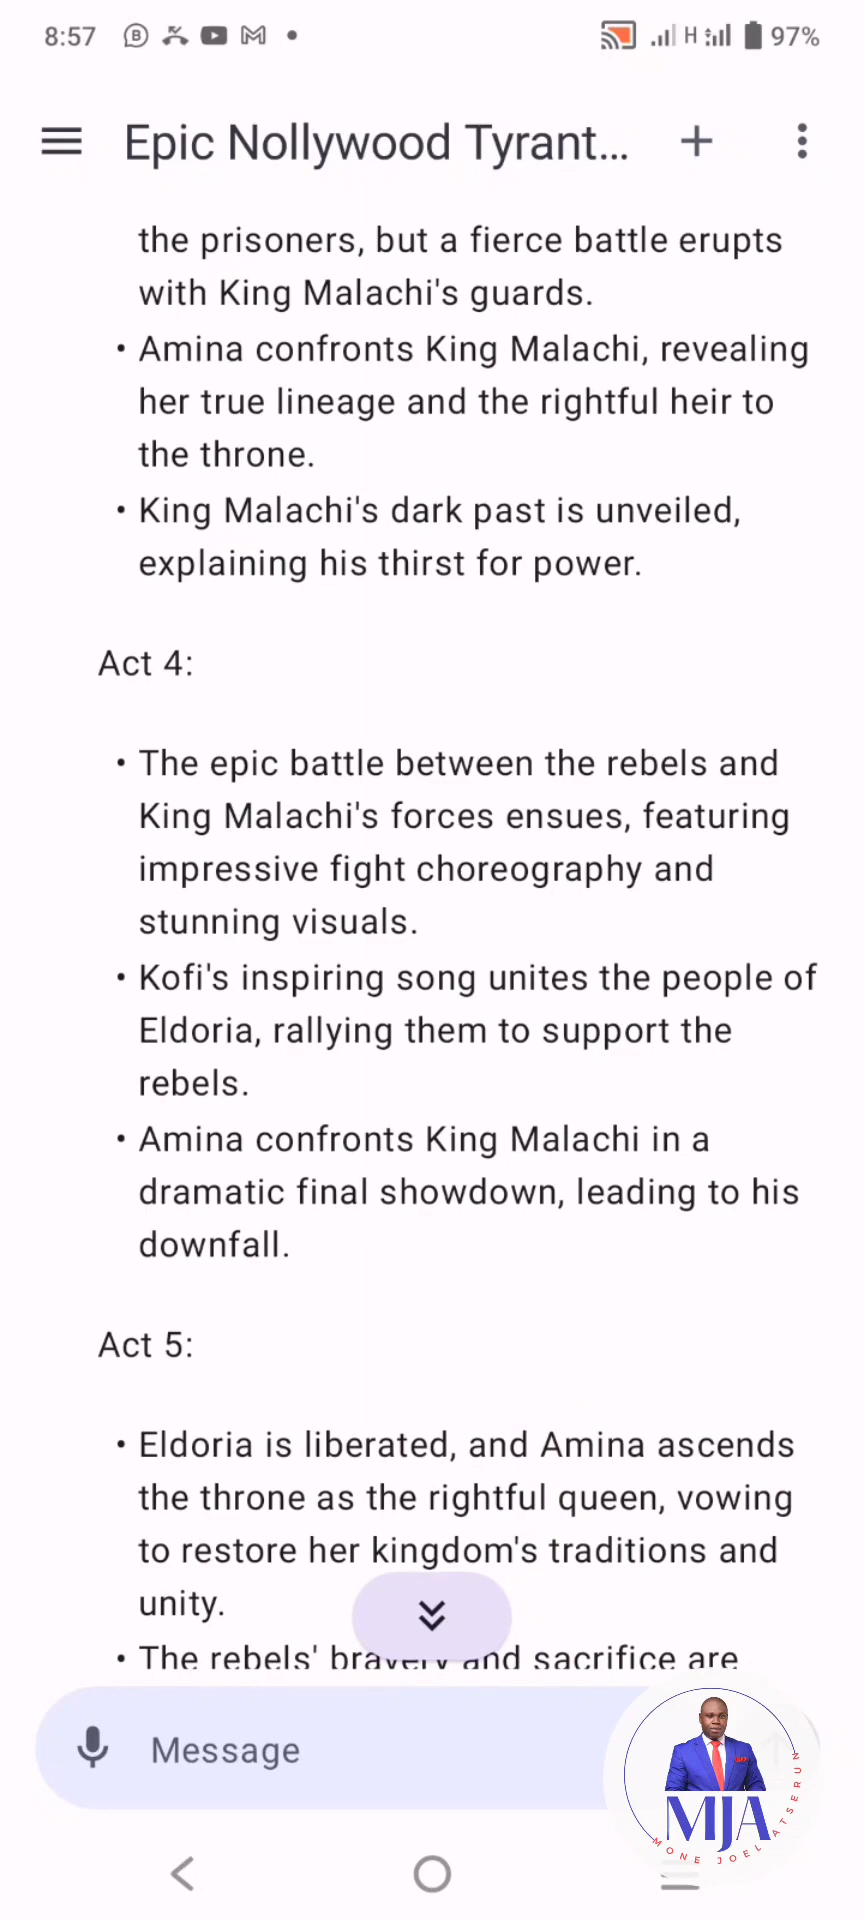 8:57
H
97%
Epic Nollywood Tyrant...
the prisoners, but a fierce battle erupts
with King Malachi's guards.
• Amina confronts King Malachi, revealing
her true lineage and the rightful heir to
the throne.
• King Malachi's dark past is unveiled,
explaining his thirst for power.
Act 4:
• The epic battle between the rebels and
King Malachi's forces ensues, featuring
impressive fight choreography and
stunning visuals.
• Kofi's inspiring song unites the people of
Eldoria, rallying them to support the
rebels.
• Amina confronts King Malachi in a
dramatic final showdown, leading to his
downfall.
Act 5:
• Eldoria is liberated, and Amina ascends
the throne as the rightful queen, vowing
to restore her kingdom's traditions and
unity.
• The rebels' bravery and sacrifice are
Message
MJA
MONE JOEL ATSERUN